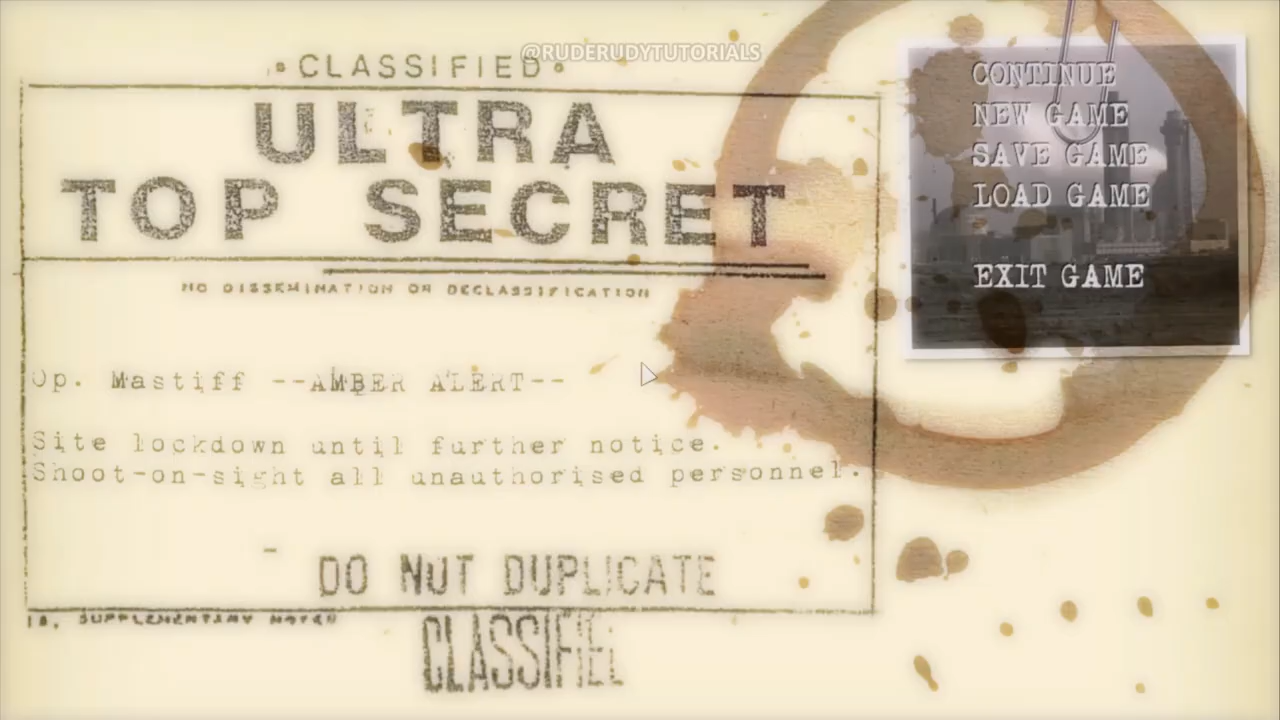 @RUDERUDYTUTORIALS
•CLASSIFIED•
ULTRA
TOP SECRET
NO DISSEMINATION OR DECLASSIFICATION
Op. Mastiff --AMBER ALERT--
Site lockdown until further notice.
Shoot-on-sight all unauthorised personnel.
DO NOT DUPLICATE
18. SUPPLEMENTARY NOTES
CLASSIFIED
CONTINUE
NEW GAME
SAVE GAME
LOAD GAME
EXIT GAME